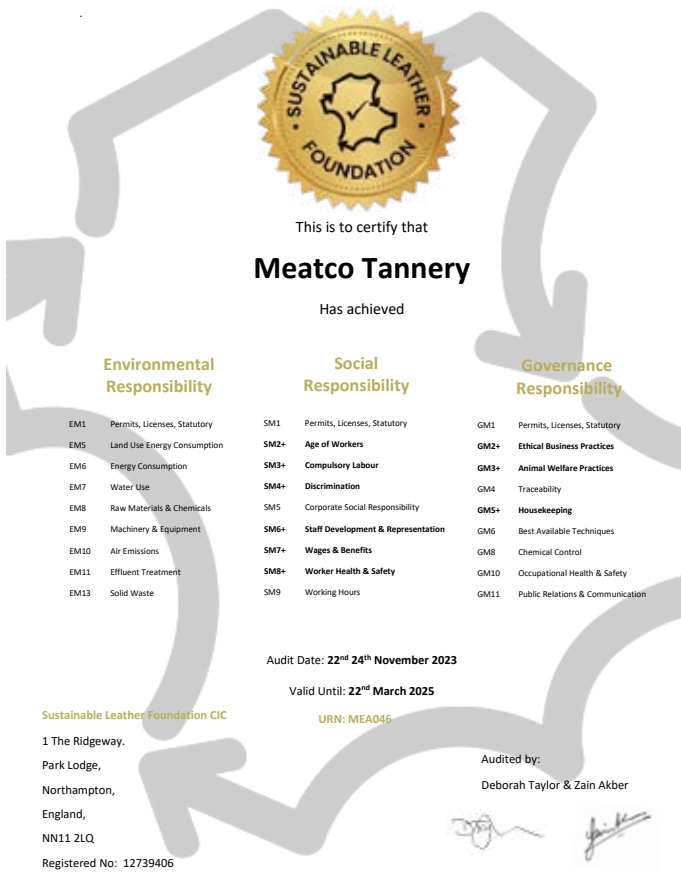 .
SUSTAINABLE LEATHER
FOUNDATION
This is to certify that
Meatco Tannery
Has achieved
Environmental
Responsibility
EM1 Permits, Licenses, Statutory
EM5 Land Use Energy Consumption
EM6 Energy Consumption
EM7 Water Use
EM8 Raw Materials & Chemicals
EM9 Machinery & Equipment
EM10 Air Emissions
EM11 Effluent Treatment
EM13 Solid Waste
Social
Responsibility
SM1 Permits, Licenses, Statutory
SM2+ Age of Workers
SM3+ Compulsory Labour
SM4+ Discrimination
SM5 Corporate Social Responsibility
SM6+ Staff Development & Representation
SM7+ Wages & Benefits
SM8+ Worker Health & Safety
SM9 Working Hours
Governance
Responsibility
GM1 Permits, Licenses, Statutory
GM2+ Ethical Business Practices
GM3+ Animal Welfare Practices
GM4 Traceability
GM5+ Housekeeping
GM6 Best Available Techniques
GM8 Chemical Control
GM10 Occupational Health & Safety
GM11 Public Relations & Communication
Audit Date: 22nd 24th November 2023
Valid Until: 22nd March 2025
URN: MEA046
Sustainable Leather Foundation CIC
1 The Ridgeway.
Park Lodge,
Northampton,
England,
NN11 2LQ
Registered No: 12739406
Audited by:
Deborah Taylor & Zain Akber